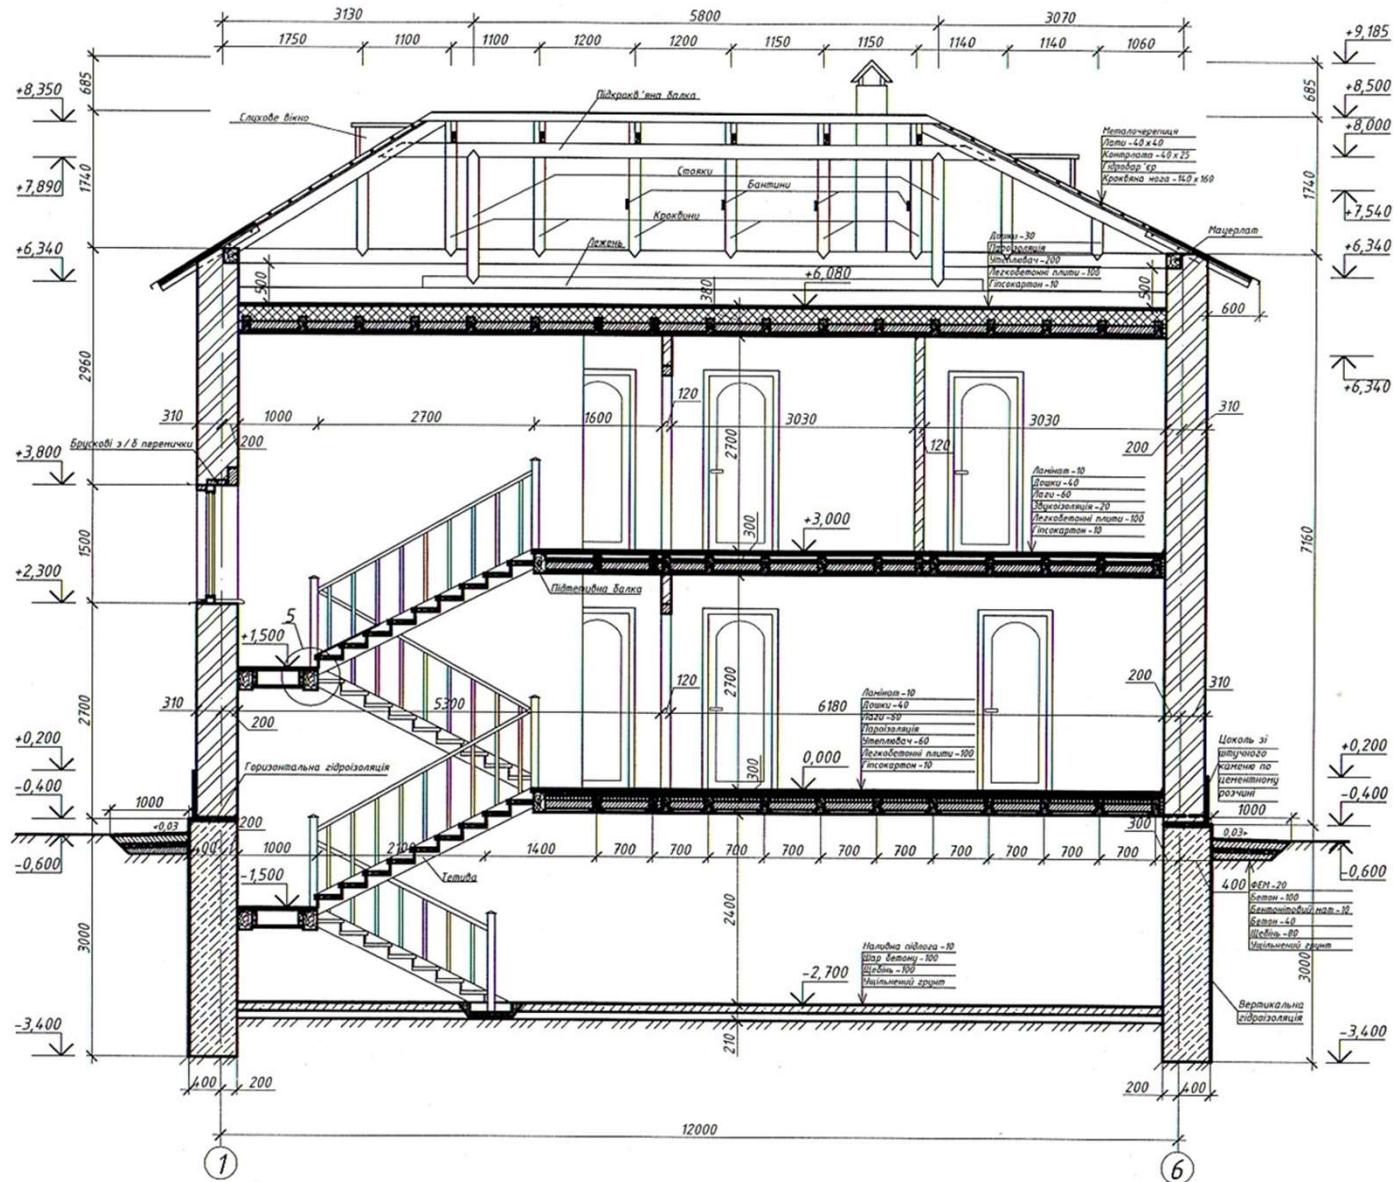 3130 5800 3070
1750 1100 1100 1200 1200 1150 1150 1140 1140 1060
+9,185
685
685
+8,350
+8,500
+8,000
Підкрокв'яна балка
Слухове вікно
Металочерепиця
Лати -40 х 40
Контрлата -40 х 25
Гідробар'єр
Кроквяна нога -140 х 160
1740
1740
+7,890
Стояки
Бантини
+7,540
Кроквини
Мауерлат
Лежень
Дошки -30
Пароізоляція
Утеплювач -200
Легкобетонні плити -100
Гіпсокартон -10
+6,340
+6,340
500
380
+6,080
500
600
2960
+6,340
310 1000 2700 1600 120 3030 3030 310
200
2700
120
200
Брускові з/б перемички
+3,800
Ламінат -10
Дошки -40
Лаги -60
Звукоізоляція -20
Легкобетонні плити -100
Гіпсокартон -10
1500
+3,000
300
7160
+2,300
Підтетивна балка
5
+1,500
2700
310
200
5300
120
2700
6180
200
310
Ламінат -10
Дошки -40
Лаги -60
Пароізоляція
Утеплювач -60
Легкобетонні плити -100
Гіпсокартон -10
+0,200
Горизонтальна гідроізоляція
0,000
300
Цоколь зі
штучного
каменю по
цементному
розчині
+0,200
-0,400
-0,400
1000
1000
<0,03
200
300
0,03>
-0,600
400 1000 2100 1400 700 700 700 700 700 700 700
-0,600
Тетива
-1,500
400
ФЕМ -20
Бетон -100
Бентонітовий мат -10
Бетон -40
Щебінь -80
Ущільнений грунт
2400
3000
3000
Наливна підлога -10
Шар бетону -100
Щебінь -100
Ущільнений грунт
-2,700
Вертикальна
гідроізоляція
-3,400
210
-3,400
400 200
200 400
12000
1 6